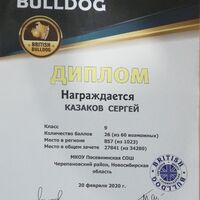 BULLDOG
BRITISH
BULLDOG
ДИПЛОМ
Награждается
КАЗАКОВ СЕРГЕЙ
Класс 9
Количество баллов 26 (из 60 возможных)
Место в регионе 857 (из 1023)
Место в общем зачете 27841 (из 34280)
МКОУ Посевнинская СОШ
Черепановский район, Новосибирская
область
BRITISH
BULLDOG
20 февраля 2020 г.